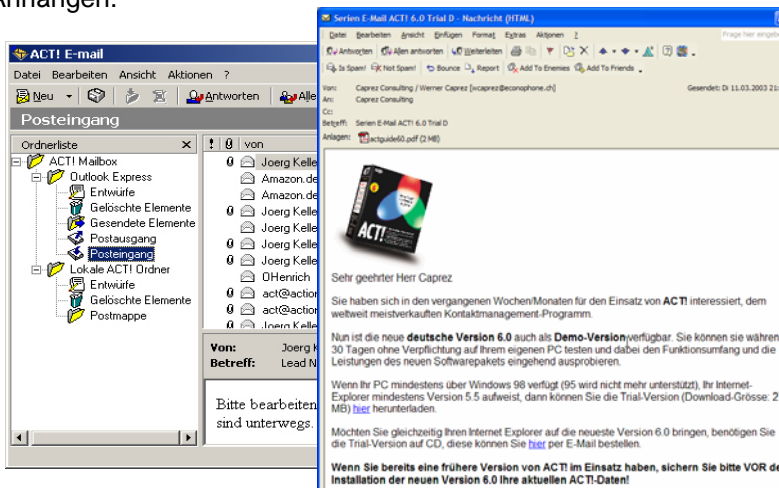 Anhängen.
ACT! E-mail
Datei Bearbeiten Ansicht Aktionen ?
Neu Antworten Alle
Posteingang
Ordnerliste
! von
ACT! Mailbox
Outlook Express
Entwürfe
Gelöschte Elemente
Gesendete Elemente
Postausgang
Posteingang
Lokale ACT! Ordner
Entwürfe
Gelöschte Elemente
Postmappe
Joerg Kelle
Amazon.de
Amazon.de
Joerg Kelle
Joerg Kelle
Joerg Kelle
Joerg Kelle
OHenrich
act@action
act@action
Joerg Kelle
Von: Joerg K
Betreff: Lead N
Bitte bearbeiten
sind unterwegs.
Serien E-Mail ACT! 6.0 Trial D - Nachricht (HTML)
Datei Bearbeiten Ansicht Einfügen Format Extras Aktionen ?
Frage hier eingebe
Antworten Allen antworten Weiterleiten
Is Spam! Not Spam! Bounce Report Add To Enemies Add To Friends
Von: Caprez Consulting / Werner Caprez [wcaprez@econophone.ch] Gesendet: Di 11.03.2003 21:
An: Caprez Consulting
Cc:
Betreff: Serien E-Mail ACT! 6.0 Trial D
Anlagen: actguide60.pdf (2 MB)
ACT!
Sehr geehrter Herr Caprez
Sie haben sich in den vergangenen Wochen/Monaten für den Einsatz von ACT! interessiert, dem
weltweit meistverkauften Kontaktmanagement-Programm.
Nun ist die neue deutsche Version 6.0 auch als Demo-Version verfügbar. Sie können sie währen
30 Tagen ohne Verpflichtung auf Ihrem eigenen PC testen und dabei den Funktionsumfang und die
Leistungen des neuen Softwarepakets eingehend ausprobieren.
Wenn Ihr PC mindestens über Windows 98 verfügt (95 wird nicht mehr unterstützt), Ihr Internet-
Explorer mindestens Version 5.5 aufweist, dann können Sie die Trial-Version (Download-Grösse: 2
MB) hier herunterladen.
Möchten Sie gleichzeitig Ihren Internet Explorer auf die neueste Version 6.0 bringen, benötigen Sie
die Trial-Version auf CD, diese können Sie hier per E-Mail bestellen.
Wenn Sie bereits eine frühere Version von ACT! im Einsatz haben, sichern Sie bitte VOR de
Installation der neuen Version 6.0 Ihre aktuellen ACT!-Daten!